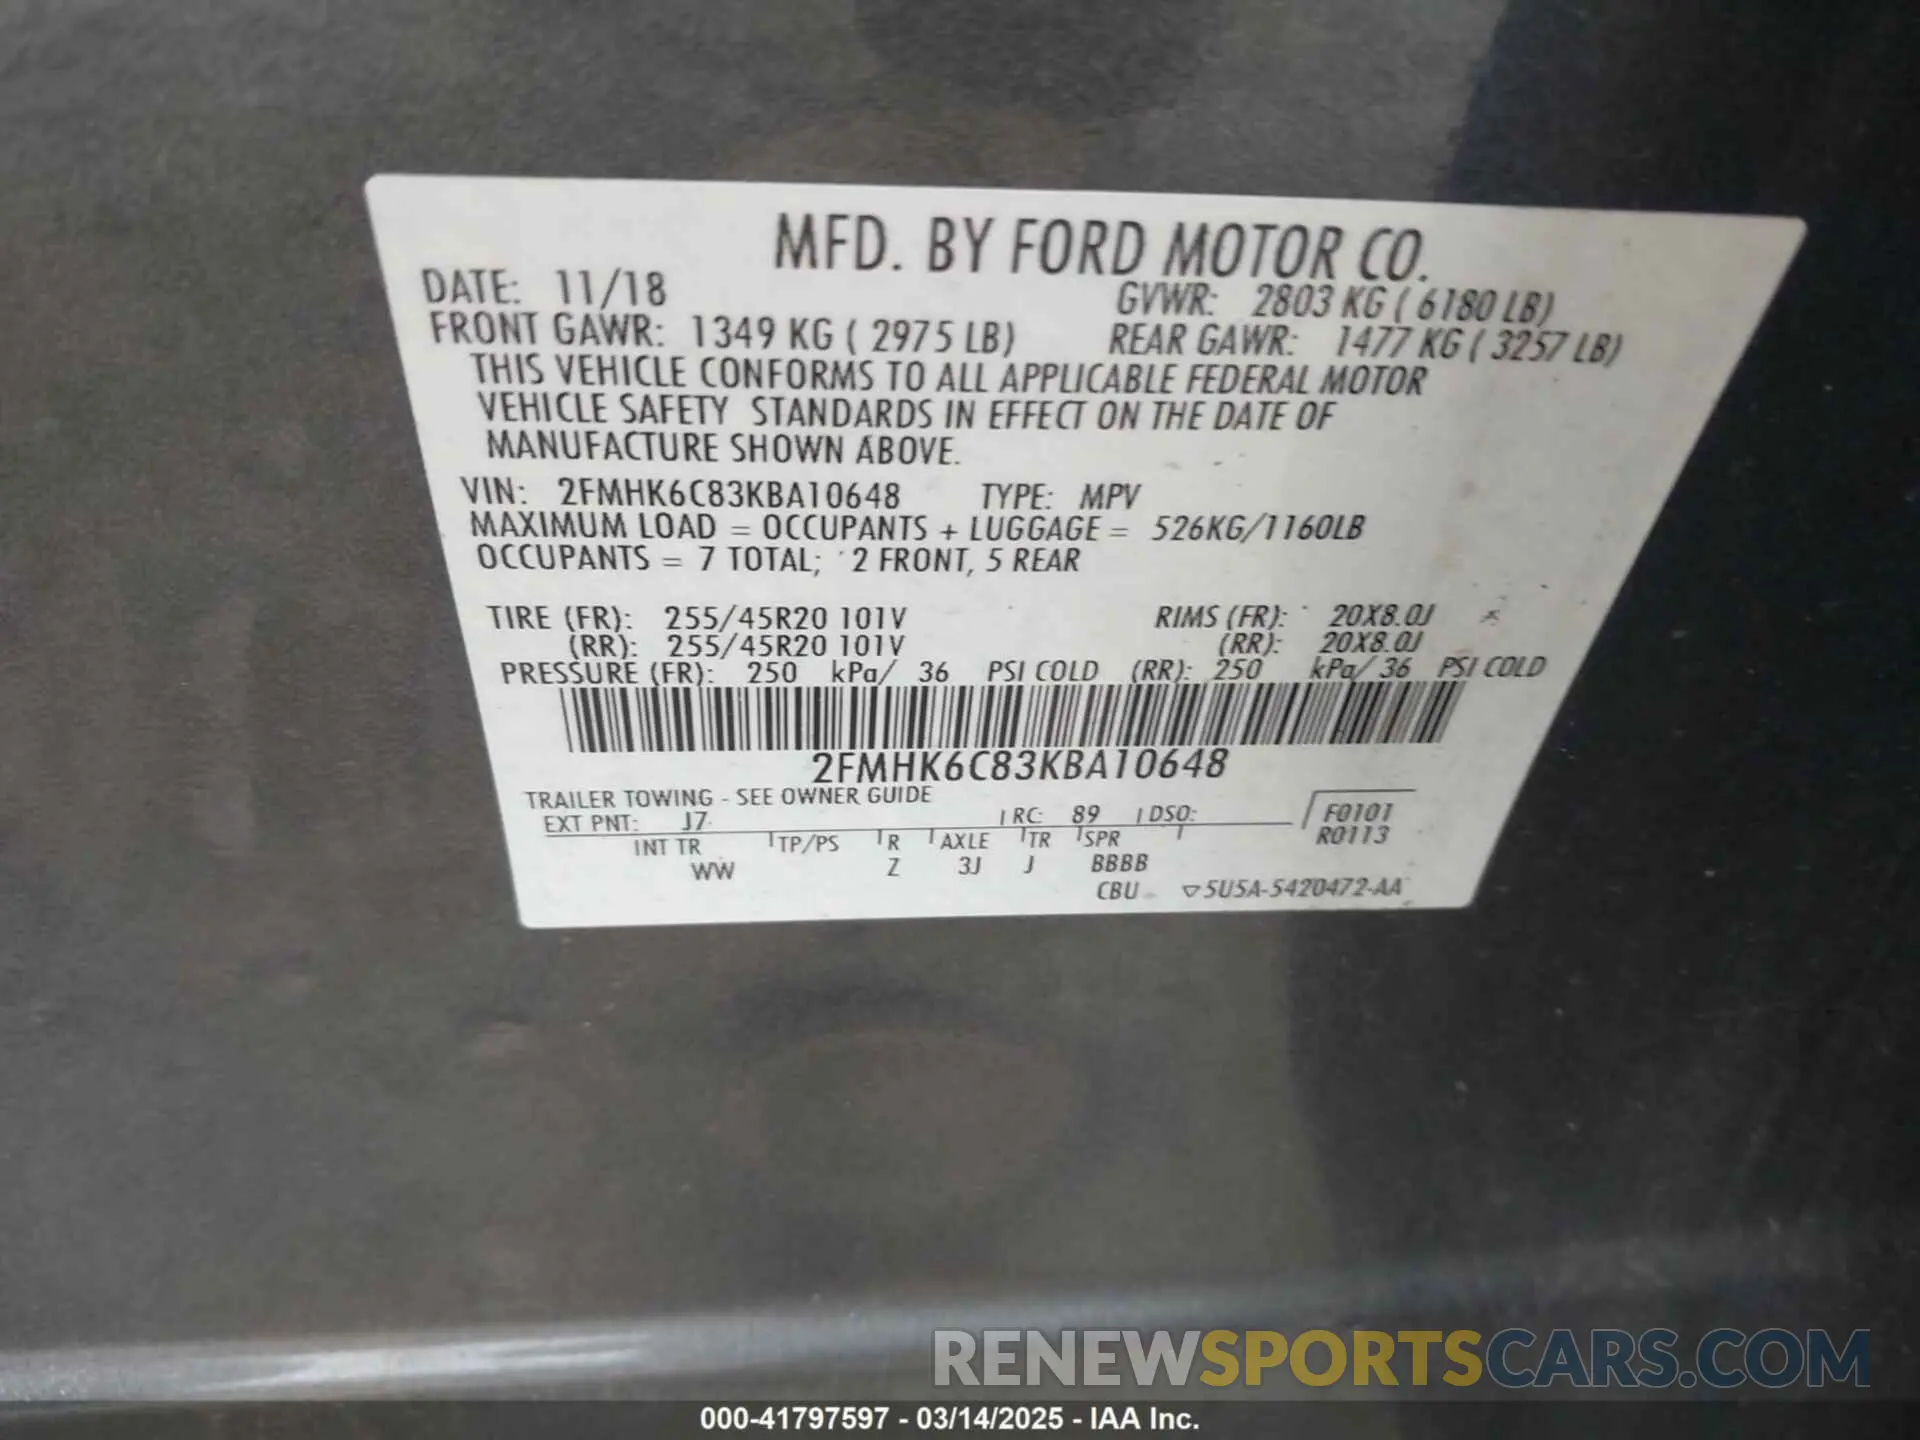 MFD. BY FORD MOTOR CO.
DATE: 11/18
GVWR: 2803 KG ( 6180 LB)
FRONT GAWR: 1349 KG ( 2975 LB)
REAR GAWR: 1477 KG ( 3257 LB)
THIS VEHICLE CONFORMS TO ALL APPLICABLE FEDERAL MOTOR
VEHICLE SAFETY STANDARDS IN EFFECT ON THE DATE OF
MANUFACTURE SHOWN ABOVE.
VIN: 2FMHK6C83KBA10648 TYPE: MPV
MAXIMUM LOAD = OCCUPANTS + LUGGAGE = 526KG/1160LB
OCCUPANTS = 7 TOTAL; 2 FRONT, 5 REAR
TIRE (FR): 255/45R20 101V RIMS (FR): 20X8.0J
(RR): 255/45R20 101V (RR): 20X8.0J
PRESSURE (FR): 250 kPa/ 36 PSI COLD (RR): 250 kPa/ 36 PSI COLD
2FMHK6C83KBA10648
TRAILER TOWING - SEE OWNER GUIDE
EXT PNT: J7 RC: 89 DSO: F0101
R0113
INT TR TP/PS R AXLE TR SPR
WW Z 3J J BBBB
CBU ▽5U5A-5420472-AA
RENEWSPORTSCARS.COM
000-41797597 - 03/14/2025 - IAA Inc.